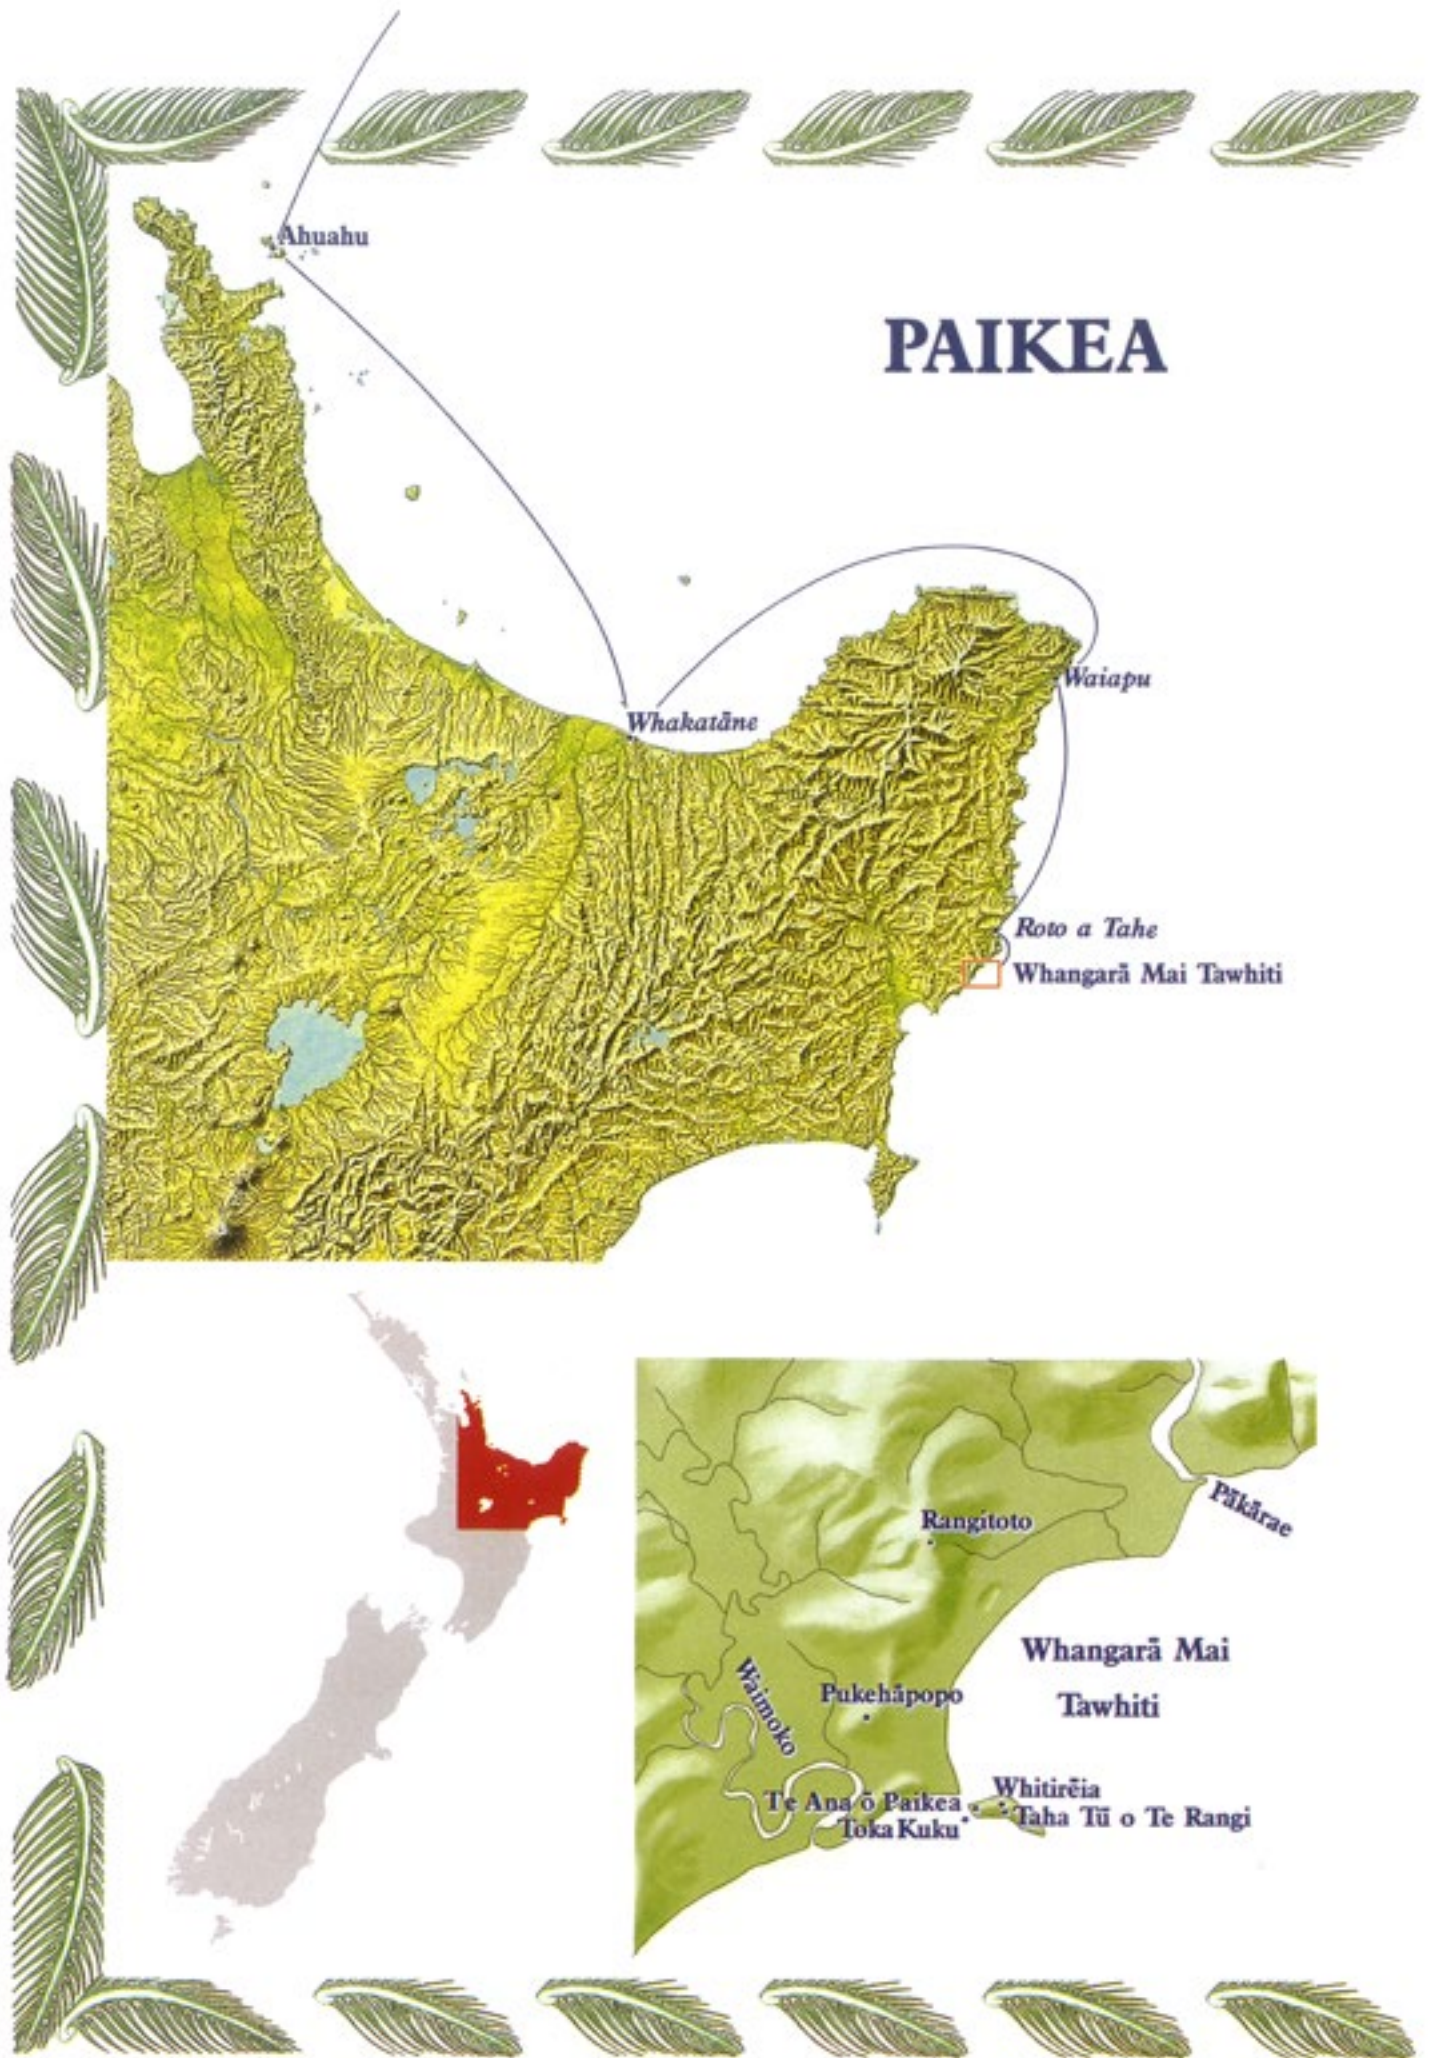 Ahuahu
PAIKEA
Waiapu
Whakatāne
Roto a Tahe
Whangarā Mai Tawhiti
Rangitoto
Pākārae
Whangarā Mai
Tawhiti
Waimoko
Pukehāpopo
Whitirēia
Te Ana ō Paikea
Taha Tū o Te Rangi
Toka Kuku